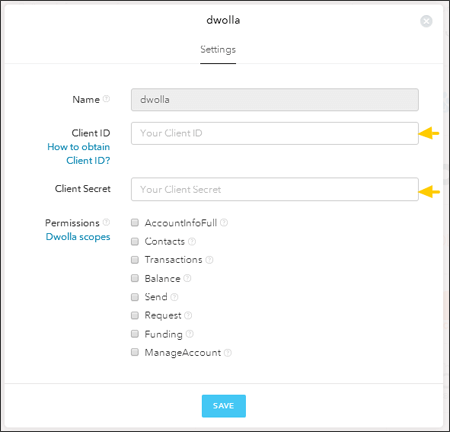 dwolla
Settings
Name
dwolla
Client ID
Your Client ID
How to obtain
Client ID?
Client Secret
Your Client Secret
Permissions
Dwolla scopes
AccountInfoFull
Contacts
Transactions
Balance
Send
Request
Funding
ManageAccount
SAVE